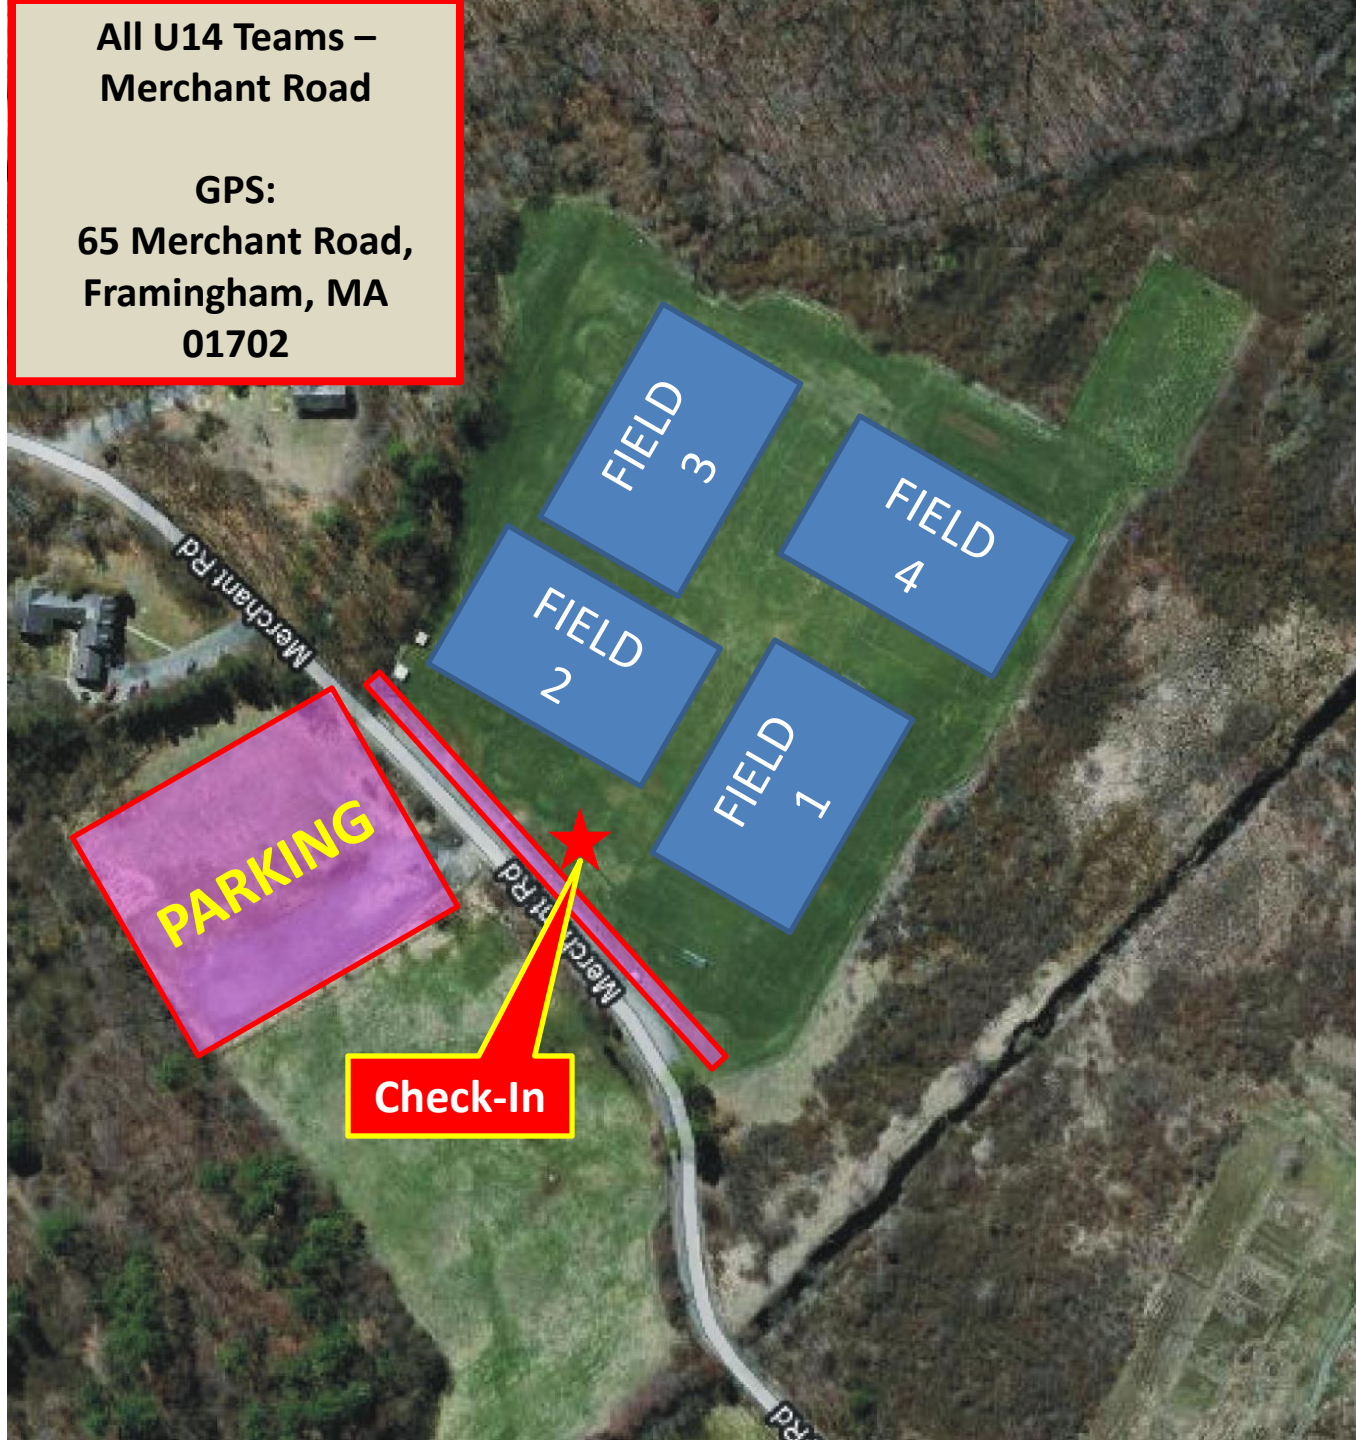 All U14 Teams –
Merchant Road
GPS:
65 Merchant Road,
Framingham, MA
01702
FIELD
3
FIELD
4
Merchant Rd
FIELD
2
FIELD
1
PARKING
Check-In
Rd